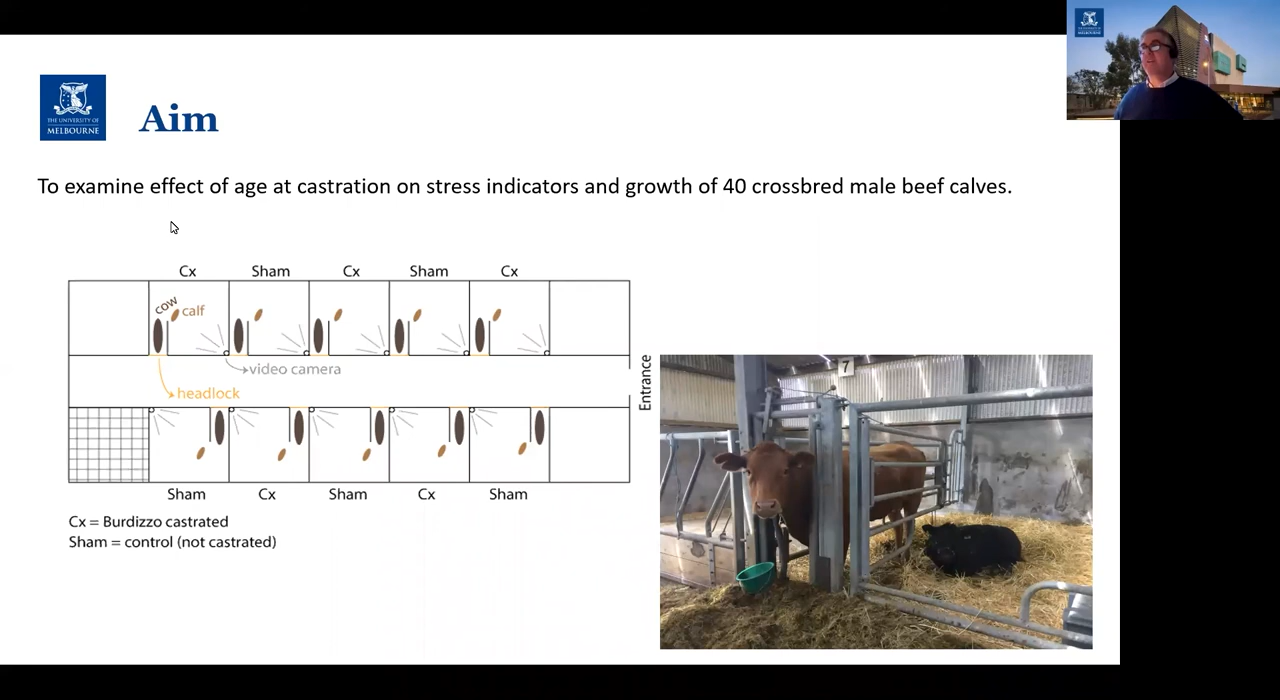 THE UNIVERSITY OF
MELBOURNE
Aim
To examine effect of age at castration on stress indicators and growth of 40 crossbred male beef calves.
Cx Sham Cx Sham Cx
cow
calf
video camera
headlock
Entrance
Sham Cx Sham Cx Sham
Cx = Burdizzo castrated
Sham = control (not castrated)
7